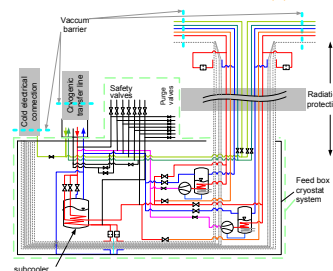 Vaccum
barrier
Cold electrical
connection
Cryogenic
transfer line
Safety
valves
Purge
valves
Radiati
protecti
Feed box
cryostat
system
subcooler